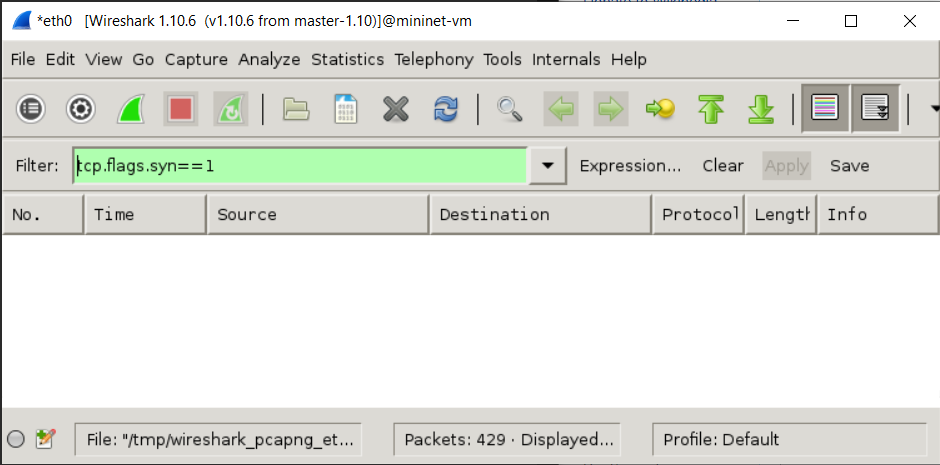 *eth0 [Wireshark 1.10.6 (v1.10.6 from master-1.10)]@mininet-vm
File Edit View Go Capture Analyze Statistics Telephony Tools Internals Help
Filter: tcp.flags.syn==1 Expression... Clear Apply Save
No. Time Source Destination Protocol Length Info
File: "/tmp/wireshark_pcapng_et... Packets: 429 · Displayed... Profile: Default